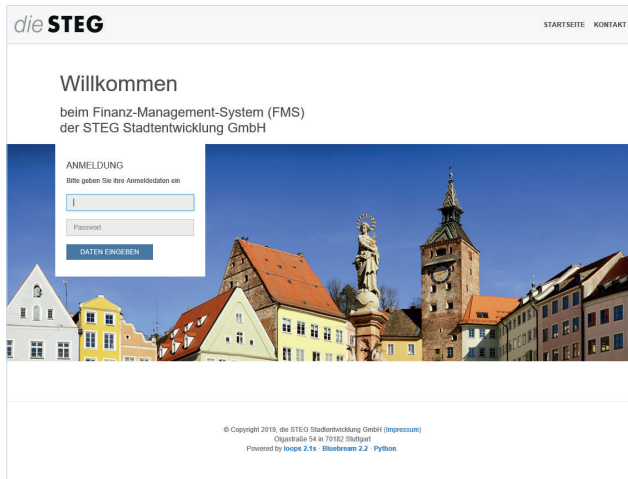 die STEG
STARTSEITE KONTAKT
Willkommen
beim Finanz-Management-System (FMS)
der STEG Stadtentwicklung GmbH
ANMELDUNG
Bitte geben Sie ihre Anmeldedaten ein
Passwort
DATEN EINGEBEN
© Copyright 2019, die STEG Stadtentwicklung GmbH (Impressum)
Olgastraße 54 in 70182 Stuttgart
Powered by loops 2.1s · Bluebream 2.2 · Python.